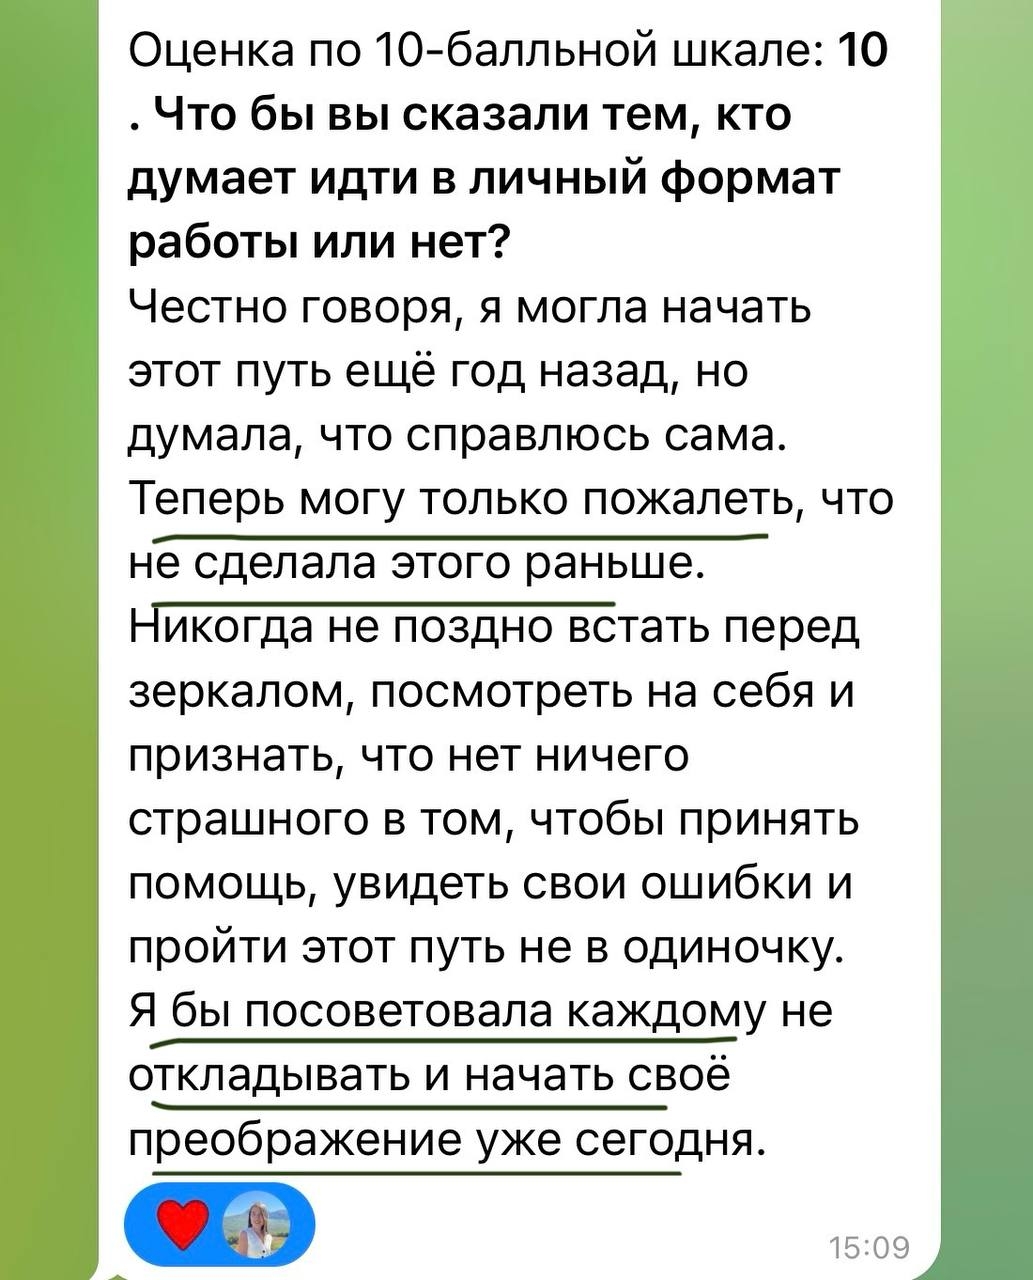 Оценка по 10-балльной шкале: 10
. Что бы вы сказали тем, кто
думает идти в личный формат
работы или нет?
Честно говоря, я могла начать
этот путь ещё год назад, но
думала, что справлюсь сама.
Теперь могу только пожалеть, что
не сделала этого раньше.
Никогда не поздно встать перед
зеркалом, посмотреть на себя и
признать, что нет ничего
страшного в том, чтобы принять
помощь, увидеть свои ошибки и
пройти этот путь не в одиночку.
Я бы посоветовала каждому не
откладывать и начать своё
преображение уже сегодня.
15:09